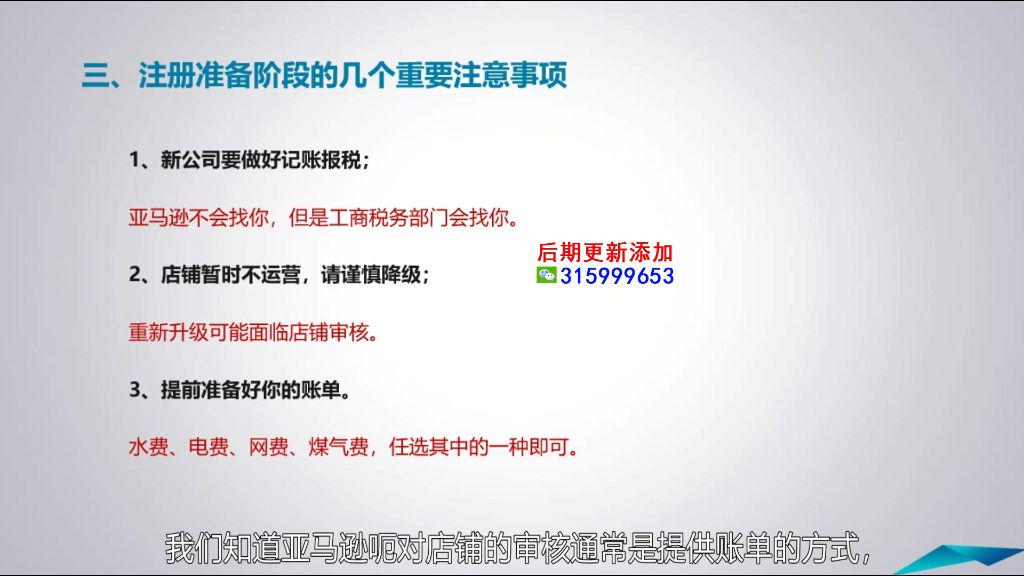 三、注册准备阶段的几个重要注意事项
1、新公司要做好记账报税；
亚马逊不会找你，但是工商税务部门会找你。
后期更新添加
315999653
2、店铺暂时不运营，请谨慎降级；
重新升级可能面临店铺审核。
3、提前准备好你的账单。
水费、电费、网费、煤气费，任选其中的一种即可。
我们知道亚马逊呃对店铺的审核通常是提供账单的方式，